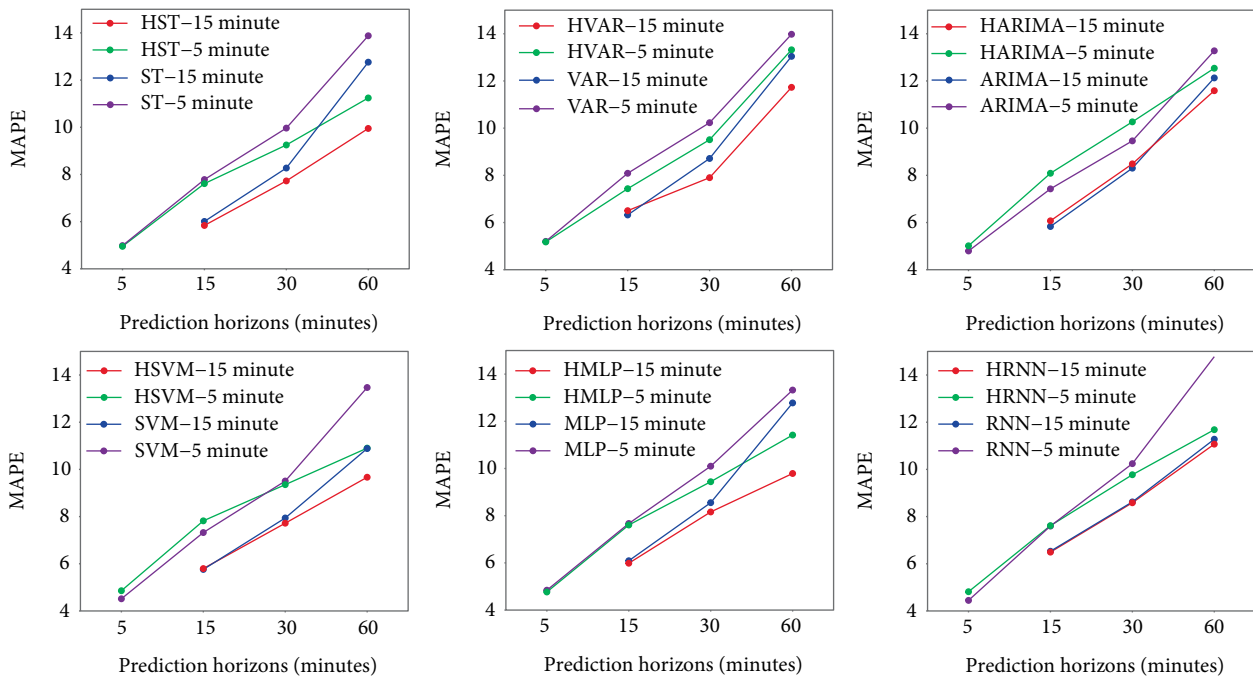 HST–15 minute
HST–5 minute
ST–15 minute
ST–5 minute
14
12
10
8
6
4
MAPE
5 15 30 60
Prediction horizons (minutes)
HVAR–15 minute
HVAR–5 minute
VAR–15 minute
VAR–5 minute
14
12
10
8
6
4
MAPE
5 15 30 60
Prediction horizons (minutes)
HARIMA–15 minute
HARIMA–5 minute
ARIMA–15 minute
ARIMA–5 minute
14
12
10
8
6
4
MAPE
5 15 30 60
Prediction horizons (minutes)
HSVM–15 minute
HSVM–5 minute
SVM–15 minute
SVM–5 minute
14
12
10
8
6
4
MAPE
5 15 30 60
Prediction horizons (minutes)
HMLP–15 minute
HMLP–5 minute
MLP–15 minute
MLP–5 minute
14
12
10
8
6
4
MAPE
5 15 30 60
Prediction horizons (minutes)
HRNN–15 minute
HRNN–5 minute
RNN–15 minute
RNN–5 minute
14
12
10
8
6
4
MAPE
5 15 30 60
Prediction horizons (minutes)